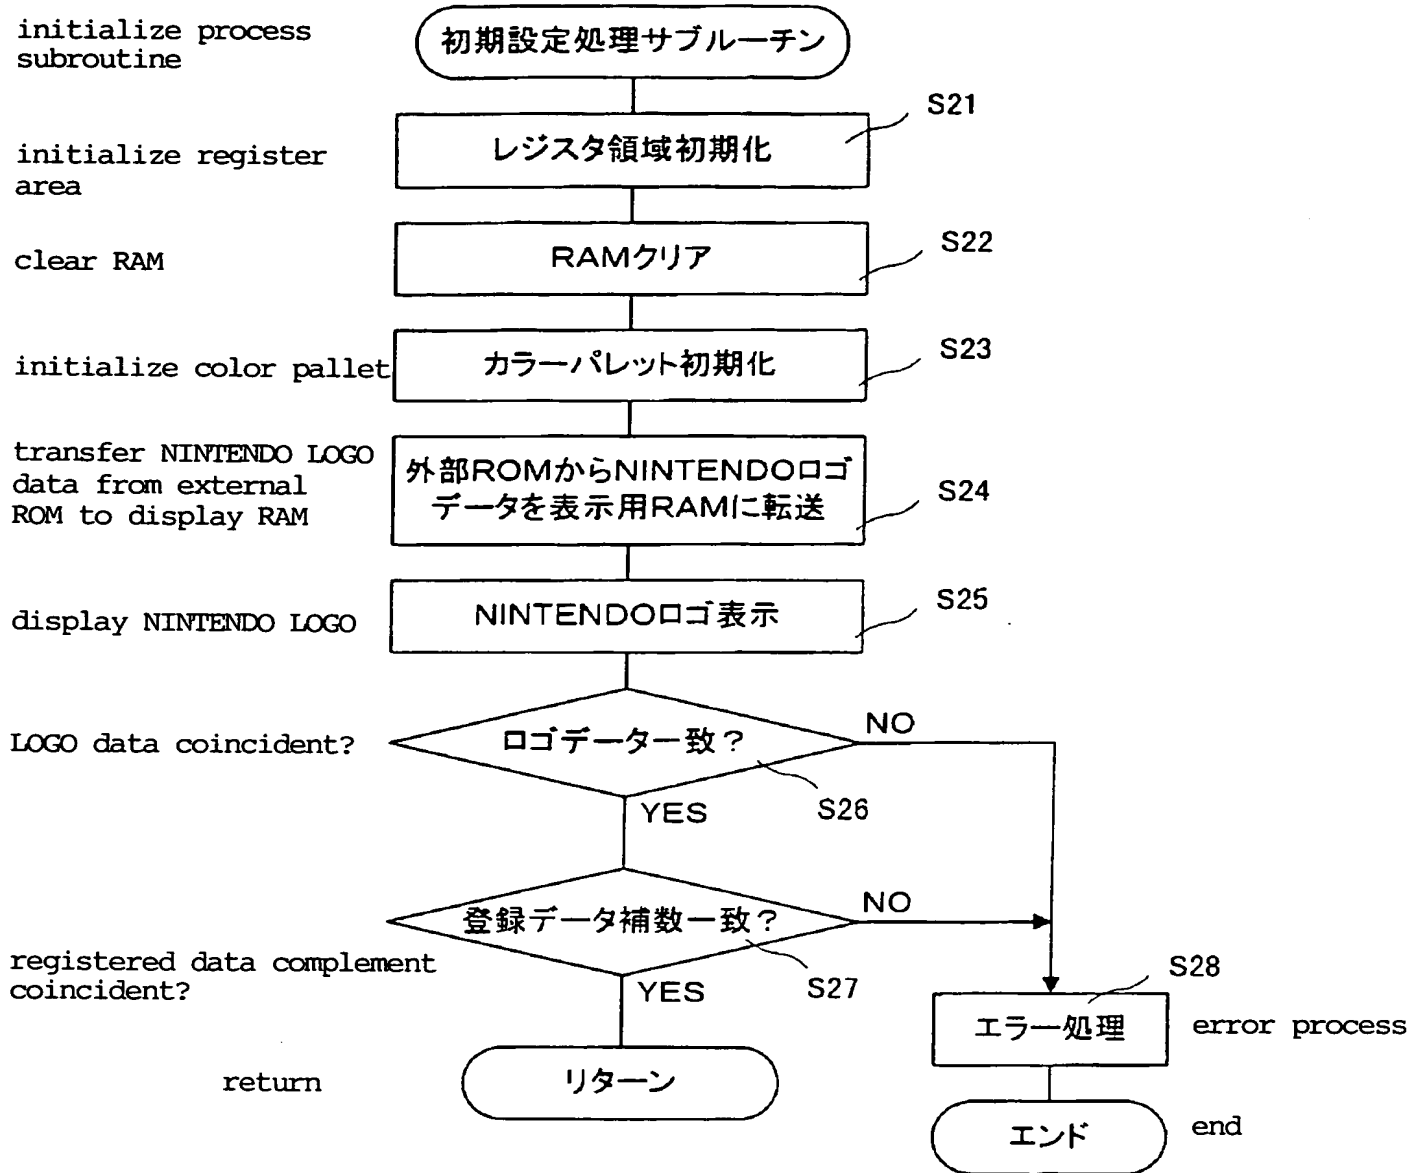 initialize process
subroutine
初期設定処理サブルーチン
S21
initialize register
area
レジスタ領域初期化
S22
clear RAM
RAMクリア
S23
initialize color pallet
カラーパレット初期化
transfer NINTENDO LOGO
data from external
ROM to display RAM
外部ROMからNINTENDOロゴ
データを表示用RAMに転送
S24
display NINTENDO LOGO
NINTENDOロゴ表示
S25
LOGO data coincident?
ロゴデータ一致?
NO
S26
YES
登録データ補数一致?
NO
registered data complement
coincident?
S27
YES
S28
エラー処理
error process
return
リターン
エンド
end